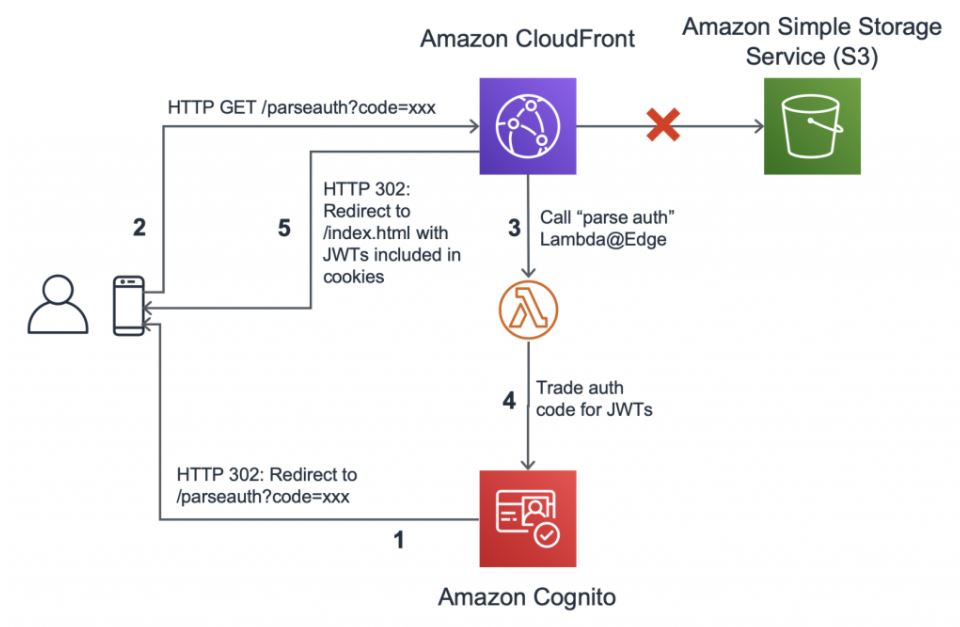 Amazon CloudFront
Amazon Simple Storage
Service (S3)
HTTP GET /parseauth?code=xxx
2
5
HTTP 302:
Redirect to
/index.html with
JWTs included in
cookies
3
Call “parse auth”
Lambda@Edge
4
Trade auth
code for JWTs
HTTP 302: Redirect to
/parseauth?code=xxx
1
Amazon Cognito